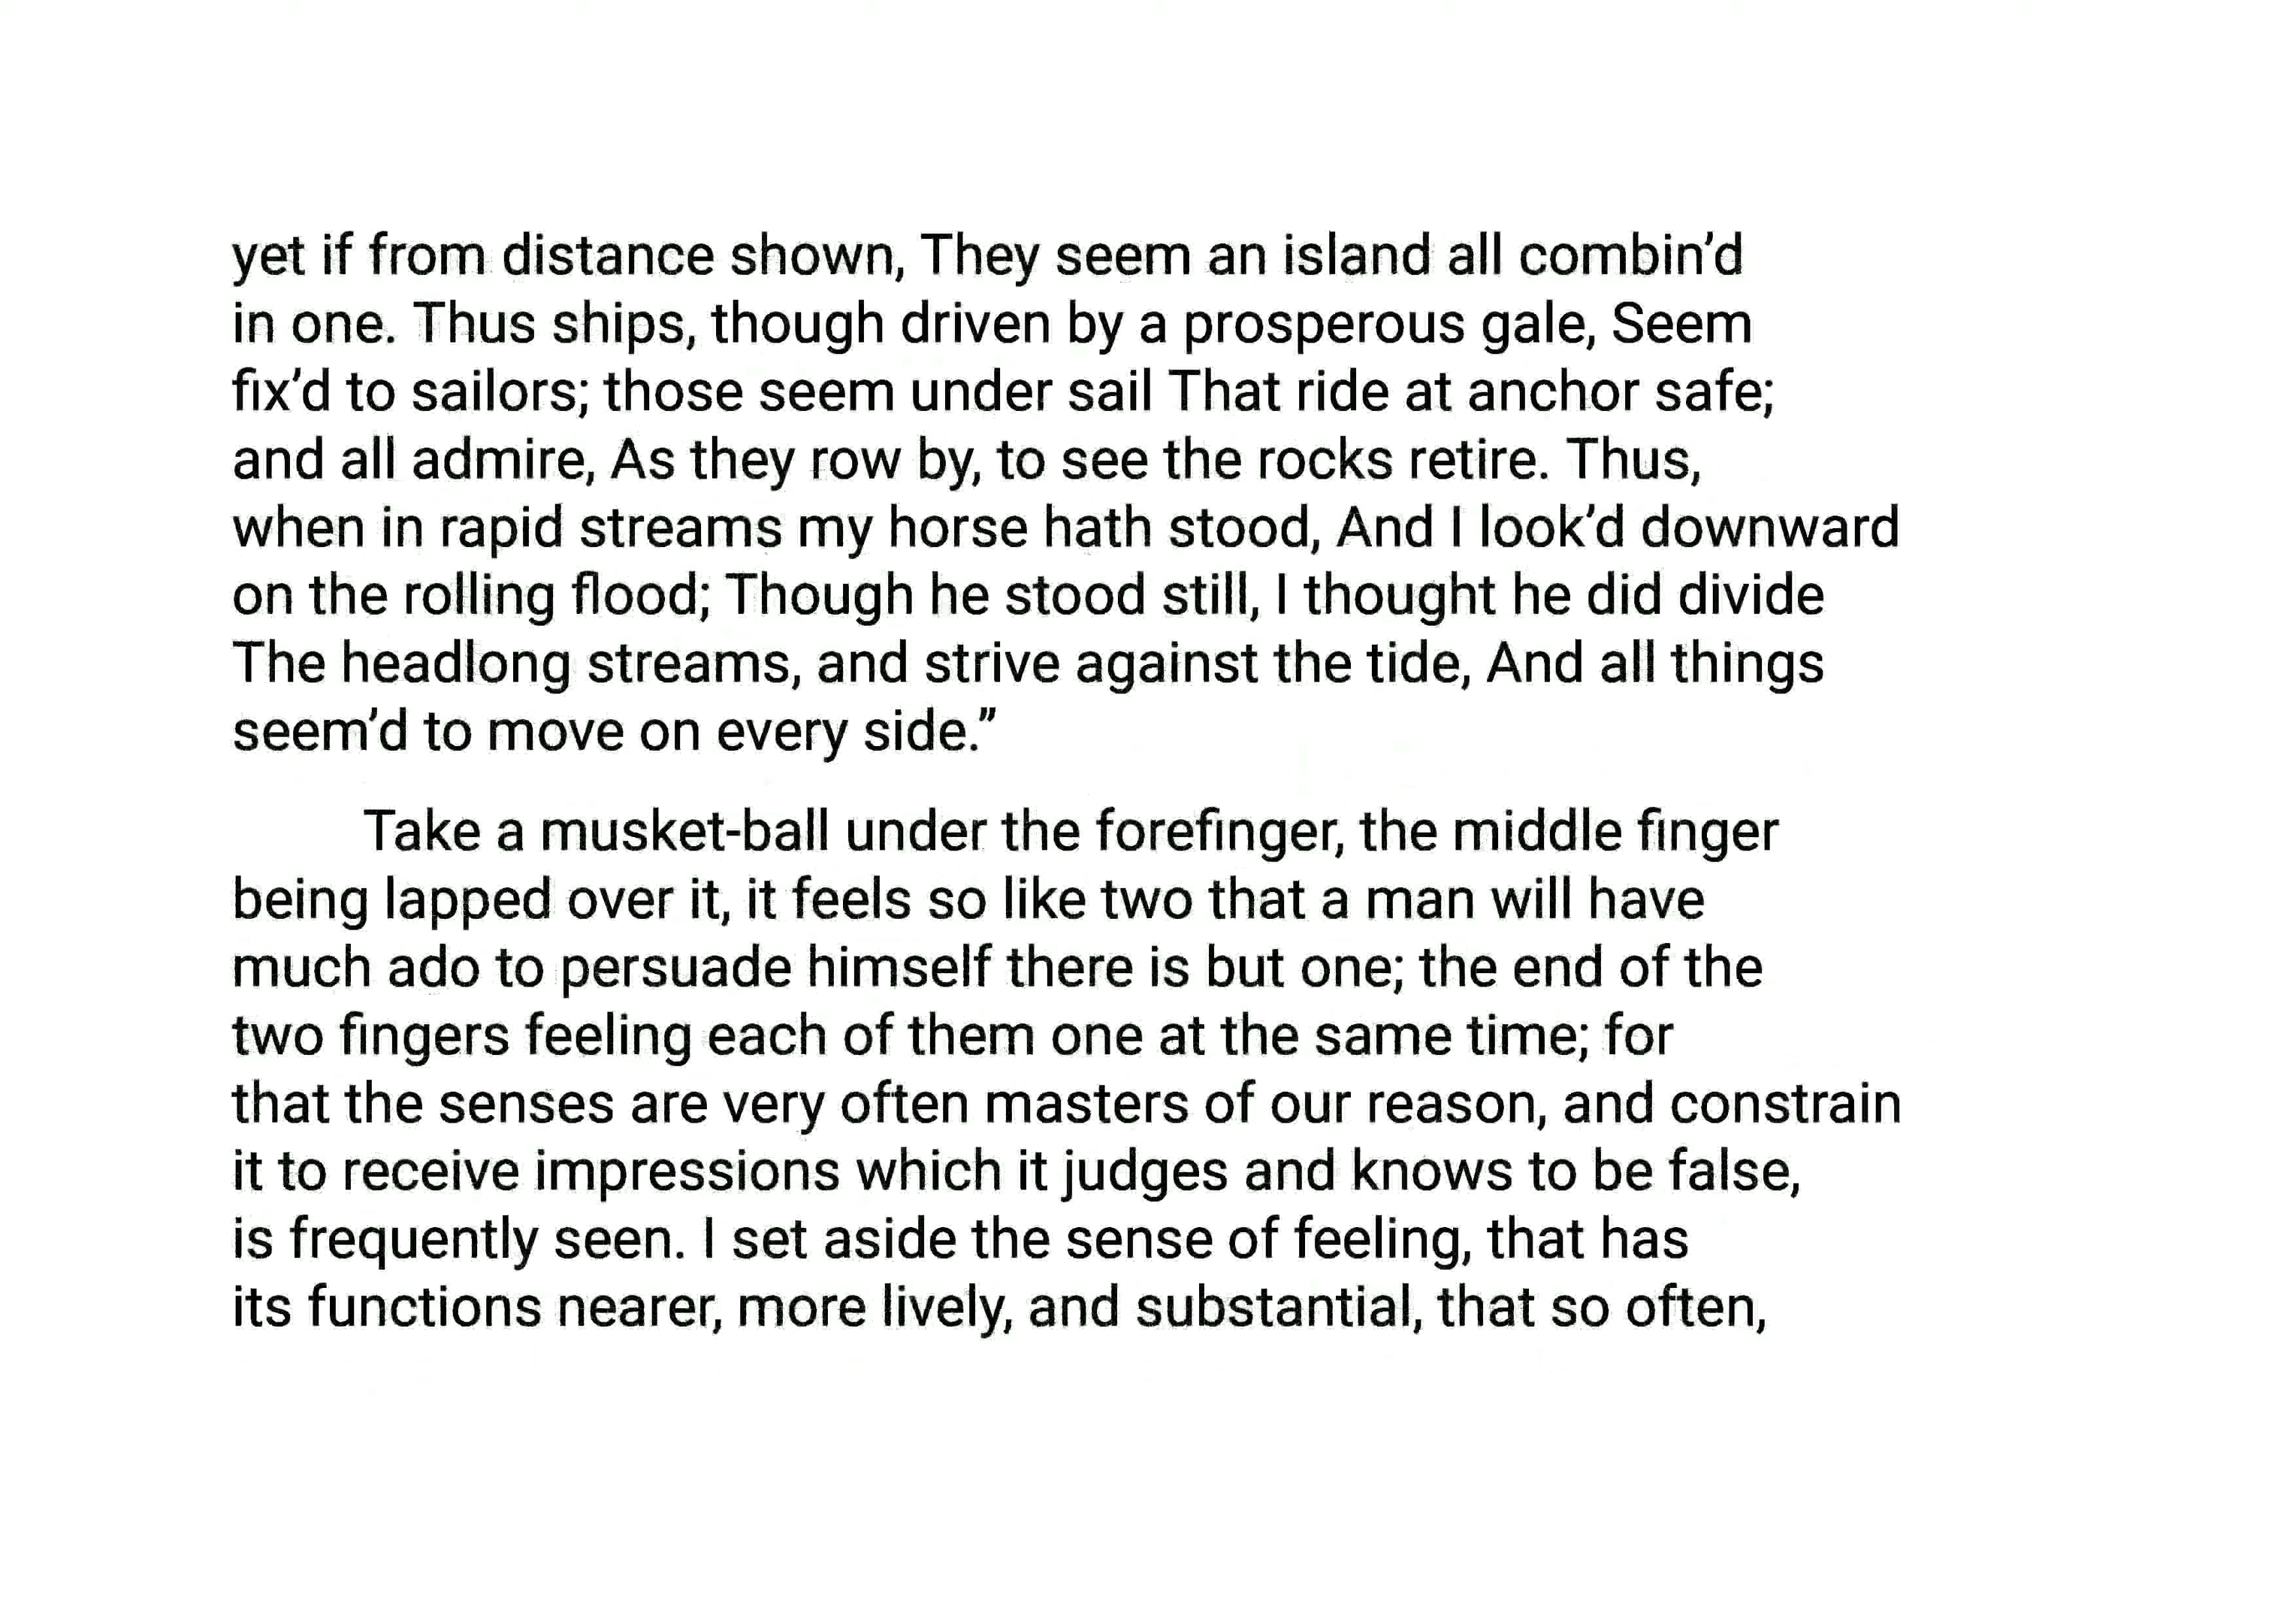 yet if from distance shown, They seem an island all combin’d
in one. Thus ships, though driven by a prosperous gale, Seem
fix’d to sailors; those seem under sail That ride at anchor safe;
and all admire, As they row by, to see the rocks retire. Thus,
when in rapid streams my horse hath stood, And I look’d downward
on the rolling flood; Though he stood still, I thought he did divide
The headlong streams, and strive against the tide, And all things
seem’d to move on every side.”
Take a musket-ball under the forefinger, the middle finger
being lapped over it, it feels so like two that a man will have
much ado to persuade himself there is but one; the end of the
two fingers feeling each of them one at the same time; for
that the senses are very often masters of our reason, and constrain
it to receive impressions which it judges and knows to be false,
is frequently seen. I set aside the sense of feeling, that has
its functions nearer, more lively, and substantial, that so often,